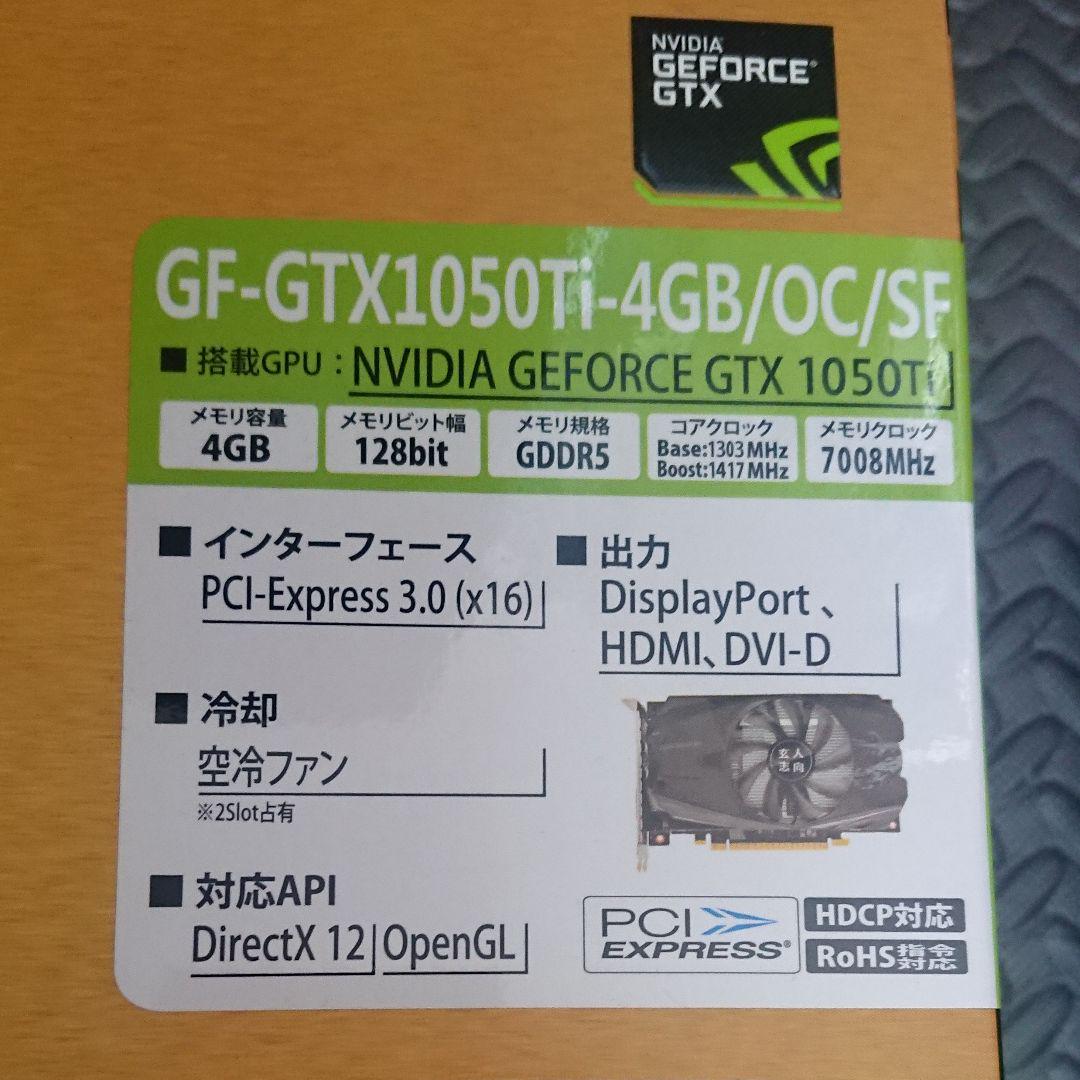 NVIDIA
GEFORCE®
GTX
GF-GTX1050Ti-4GB/OC/SF
■ 搭載GPU : NVIDIA GEFORCE GTX 1050Ti
メモリ容量
4GB
メモリビット幅
128bit
メモリ規格
GDDR5
コアクロック
Base:1303 MHz
Boost:1417 MHz
メモリクロック
7008MHz
■ インターフェース
PCI-Express 3.0 (x16)
■ 出力
DisplayPort、
HDMI、DVI-D
■ 冷却
空冷ファン
※2Slot占有
玄人
志向
■ 対応API
DirectX 12 OpenGL
PCI
EXPRESS®
HDCP対応
RoHS指令対応